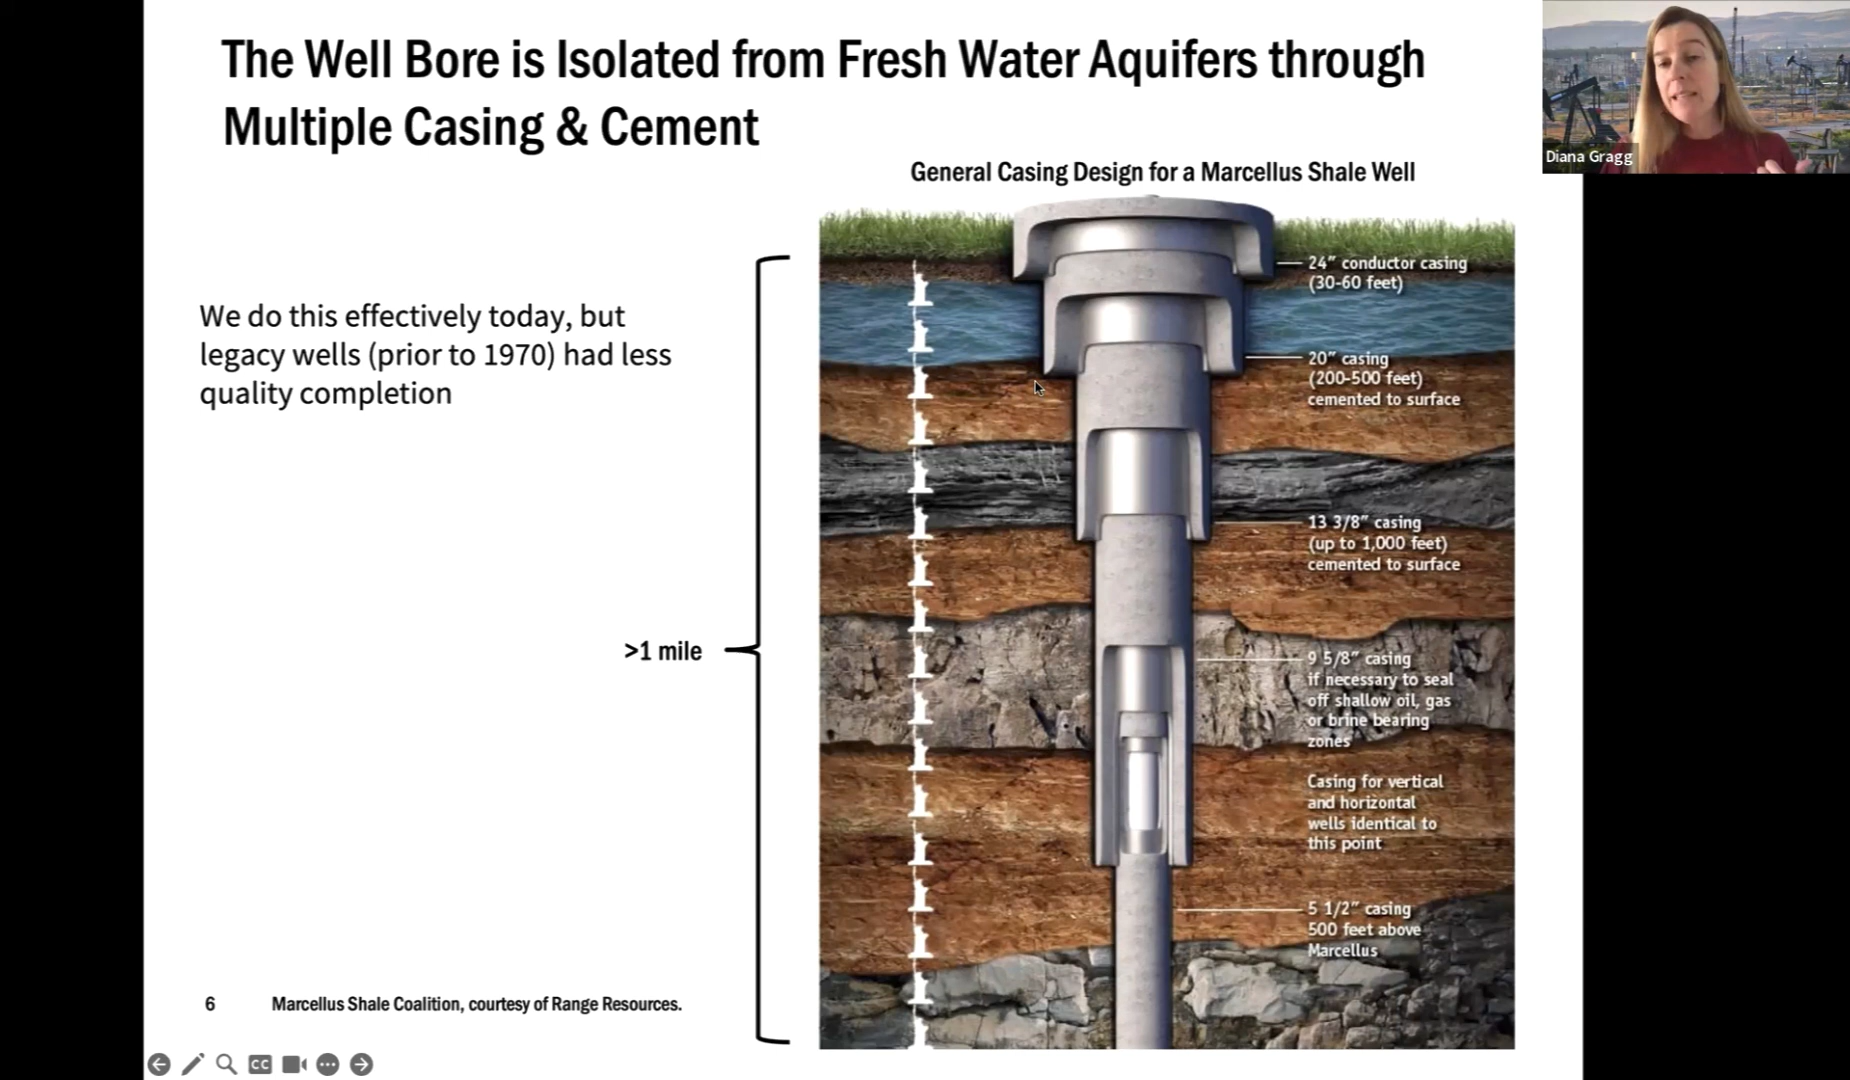 The Well Bore is Isolated from Fresh Water Aquifers through
Multiple Casing & Cement
Diana Gragg
General Casing Design for a Marcellus Shale Well
We do this effectively today, but
legacy wells (prior to 1970) had less
quality completion
>1 mile
24" conductor casing
(30-60 feet)
20" casing
(200-500 feet)
cemented to surface
13 3/8" casing
(up to 1,000 feet)
cemented to surface
9 5/8" casing
if necessary to seal
off shallow oil, gas
or brine bearing
zones
Casing for vertical
and horizontal
wells identical to
this point
5 1/2" casing
500 feet above
Marcellus
6
Marcellus Shale Coalition, courtesy of Range Resources.
CC